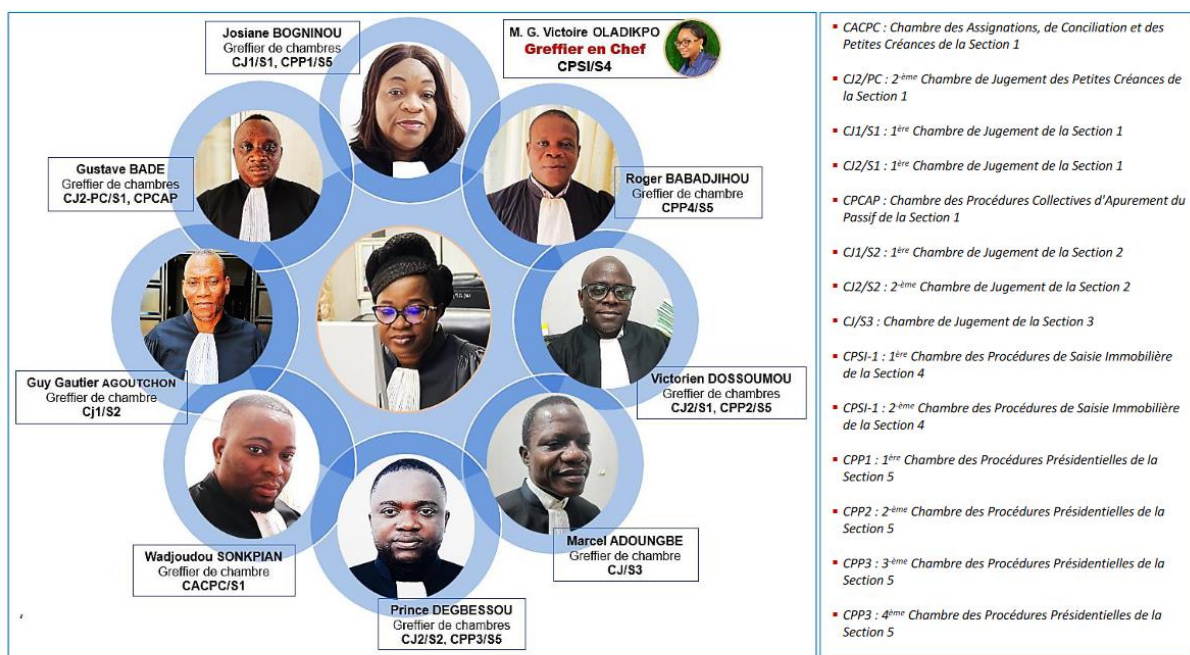 Josiane BOGNINOU
Greffier de chambres
CJ1/S1, CPP1/S5
M. G. Victoire OLADIKPO
Greffier en Chef
CPSI/S4
Gustave BADE
Greffier de chambres
CJ2-PC/S1, CPCAP
Roger BABADJIHOU
Greffier de chambre
CPP4/S5
Guy Gautier AGOUTCHON
Greffier de chambre
Cj1/S2
Victorien DOSSOUMOU
Greffier de chambres
CJ2/S1, CPP2/S5
Wadjoudou SONKPIAN
Greffier de chambre
CACPC/S1
Marcel ADOUNGBE
Greffier de chambre
CJ/S3
Prince DEGBESSOU
Greffier de chambres
CJ2/S2, CPP3/S5
▪ CACPC : Chambre des Assignations, de Conciliation et des
Petites Créances de la Section 1
▪ CJ2/PC : 2-ème Chambre de Jugement des Petites Créances de
la Section 1
▪ CJ1/S1 : 1ère Chambre de Jugement de la Section 1
▪ CJ2/S1 : 1ère Chambre de Jugement de la Section 1
▪ CPCAP : Chambre des Procédures Collectives d'Apurement du
Passif de la Section 1
▪ CJ1/S2 : 1ère Chambre de Jugement de la Section 2
▪ CJ2/S2 : 2-ème Chambre de Jugement de la Section 2
▪ CJ/S3 : Chambre de Jugement de la Section 3
▪ CPSI-1 : 1ère Chambre des Procédures de Saisie Immobilière
de la Section 4
▪ CPSI-1 : 2-ème Chambre des Procédures de Saisie Immobilière
de la Section 4
▪ CPP1 : 1ère Chambre des Procédures Présidentielles de la
Section 5
▪ CPP2 : 2-ème Chambre des Procédures Présidentielles de la
Section 5
▪ CPP3 : 3-ème Chambre des Procédures Présidentielles de la
Section 5
▪ CPP3 : 4ème Chambre des Procédures Présidentielles de la
Section 5